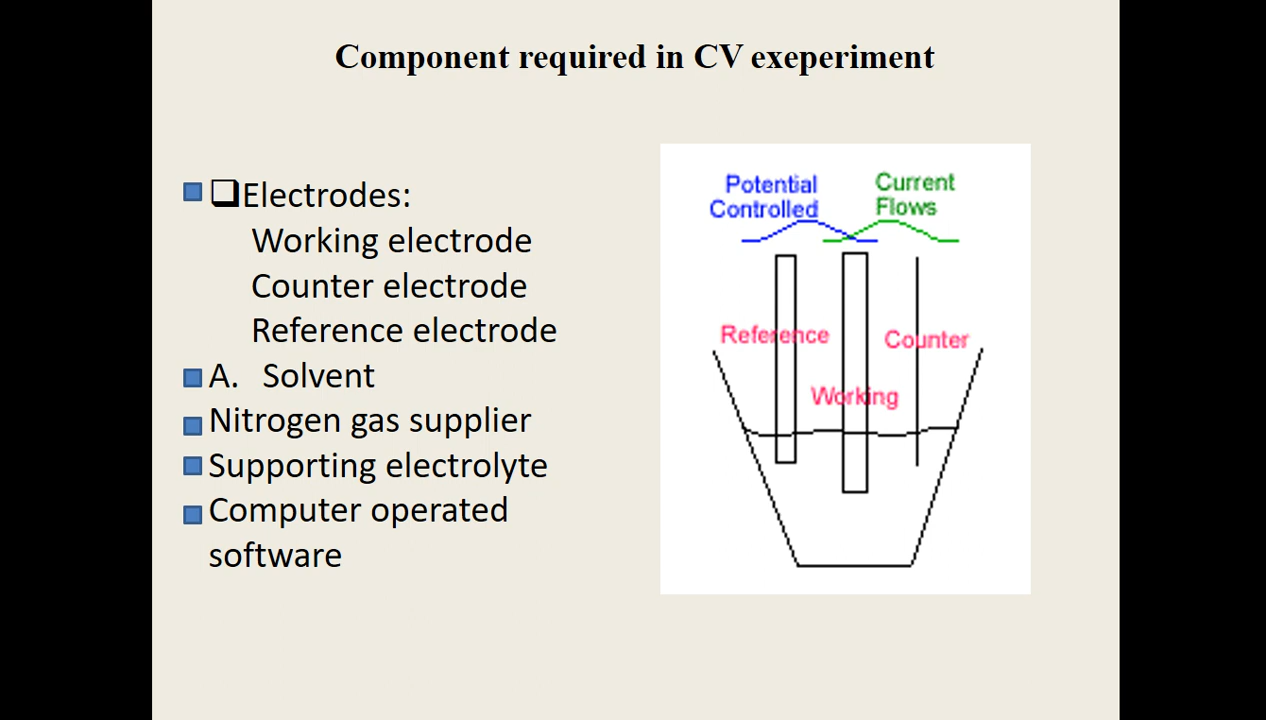 Component required in CV exeperiment
Electrodes:
Working electrode
Counter electrode
Reference electrode
A. Solvent
Nitrogen gas supplier
Supporting electrolyte
Computer operated
software
Potential
Controlled
Current
Flows
Reference
Counter
Working